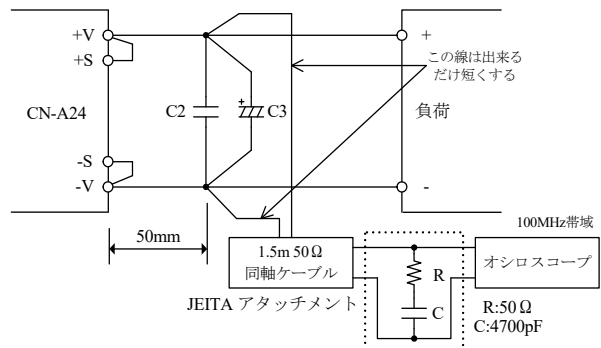 +V
+S
CN-A24
-S
-V
C2
+
C3
+
この線は出来る
だけ短くする
負荷
-
50mm
1.5m 50Ω
同軸ケーブル
JEITA アタッチメント
R
C
100MHz帯域
オシロスコープ
R:50Ω
C:4700pF